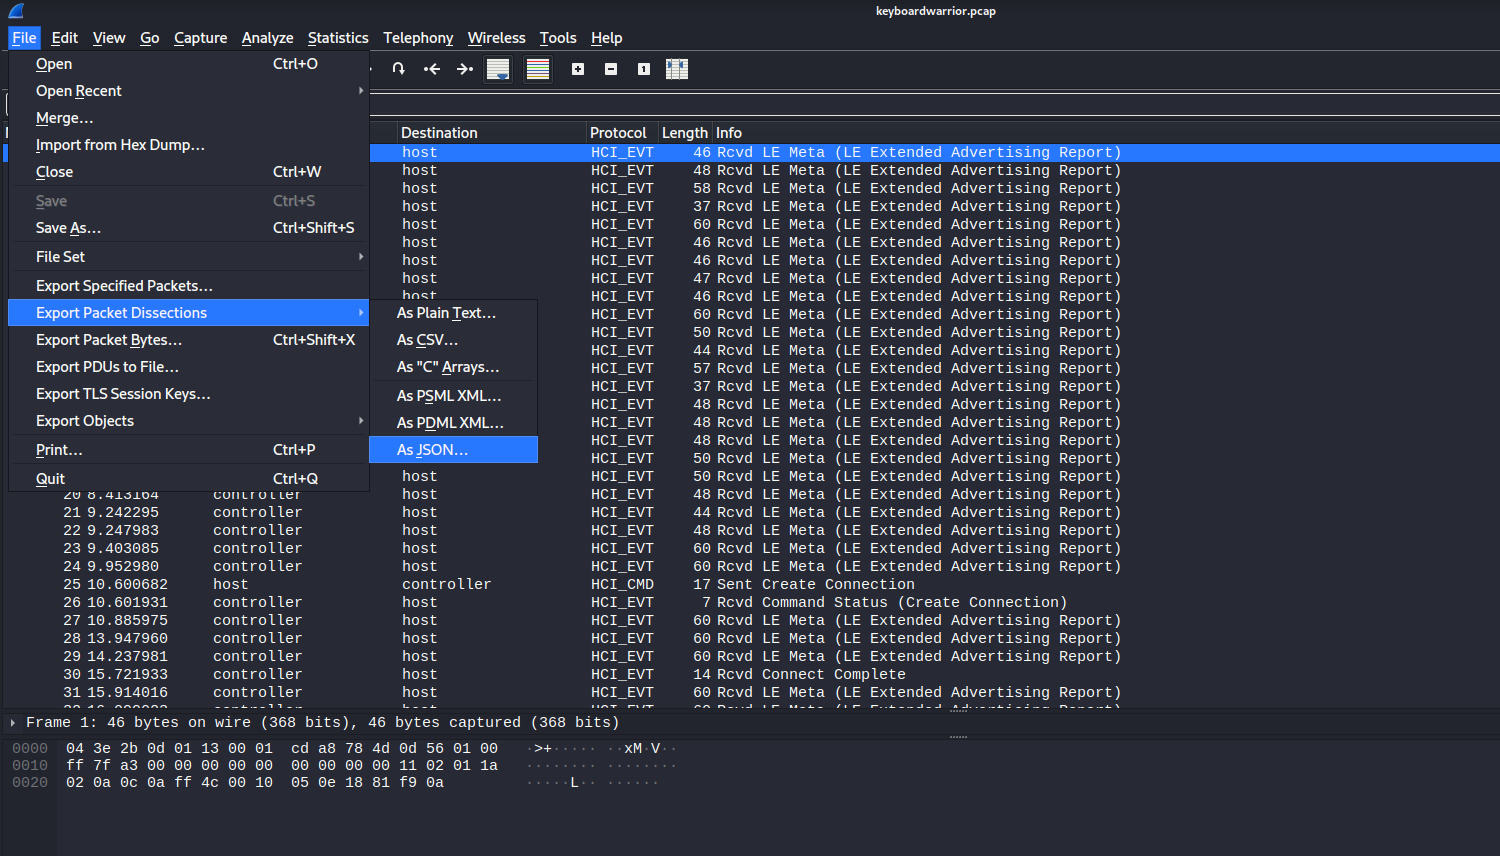 keyboardwarrior.pcap
File Edit View Go Capture Analyze Statistics Telephony Wireless Tools Help
Open Ctrl+O
Open Recent
Merge...
Import from Hex Dump...
Close Ctrl+W
Save Ctrl+S
Save As... Ctrl+Shift+S
File Set
Export Specified Packets...
Export Packet Dissections
Export Packet Bytes... Ctrl+Shift+X
Export PDUs to File...
Export TLS Session Keys...
Export Objects
Print... Ctrl+P
Quit Ctrl+Q
As Plain Text...
As CSV...
As "C" Arrays...
As PSML XML...
As PDML XML...
As JSON...
Destination Protocol Length Info
host HCI_EVT 46 Rcvd LE Meta (LE Extended Advertising Report)
host HCI_EVT 48 Rcvd LE Meta (LE Extended Advertising Report)
host HCI_EVT 58 Rcvd LE Meta (LE Extended Advertising Report)
host HCI_EVT 37 Rcvd LE Meta (LE Extended Advertising Report)
host HCI_EVT 60 Rcvd LE Meta (LE Extended Advertising Report)
host HCI_EVT 46 Rcvd LE Meta (LE Extended Advertising Report)
host HCI_EVT 46 Rcvd LE Meta (LE Extended Advertising Report)
host HCI_EVT 47 Rcvd LE Meta (LE Extended Advertising Report)
host HCI_EVT 46 Rcvd LE Meta (LE Extended Advertising Report)
HCI_EVT 60 Rcvd LE Meta (LE Extended Advertising Report)
HCI_EVT 50 Rcvd LE Meta (LE Extended Advertising Report)
HCI_EVT 44 Rcvd LE Meta (LE Extended Advertising Report)
HCI_EVT 57 Rcvd LE Meta (LE Extended Advertising Report)
HCI_EVT 37 Rcvd LE Meta (LE Extended Advertising Report)
HCI_EVT 48 Rcvd LE Meta (LE Extended Advertising Report)
HCI_EVT 48 Rcvd LE Meta (LE Extended Advertising Report)
HCI_EVT 48 Rcvd LE Meta (LE Extended Advertising Report)
HCI_EVT 50 Rcvd LE Meta (LE Extended Advertising Report)
host HCI_EVT 50 Rcvd LE Meta (LE Extended Advertising Report)
20 8.413164 controller host HCI_EVT 48 Rcvd LE Meta (LE Extended Advertising Report)
21 9.242295 controller host HCI_EVT 44 Rcvd LE Meta (LE Extended Advertising Report)
22 9.247983 controller host HCI_EVT 48 Rcvd LE Meta (LE Extended Advertising Report)
23 9.403085 controller host HCI_EVT 60 Rcvd LE Meta (LE Extended Advertising Report)
24 9.952980 controller host HCI_EVT 60 Rcvd LE Meta (LE Extended Advertising Report)
25 10.600682 host controller HCI_CMD 17 Sent Create Connection
26 10.601931 controller host HCI_EVT 7 Rcvd Command Status (Create Connection)
27 10.885975 controller host HCI_EVT 60 Rcvd LE Meta (LE Extended Advertising Report)
28 13.947960 controller host HCI_EVT 60 Rcvd LE Meta (LE Extended Advertising Report)
29 14.237981 controller host HCI_EVT 60 Rcvd LE Meta (LE Extended Advertising Report)
30 15.721933 controller host HCI_EVT 14 Rcvd Connect Complete
31 15.914016 controller host HCI_EVT 60 Rcvd LE Meta (LE Extended Advertising Report)
Frame 1: 46 bytes on wire (368 bits), 46 bytes captured (368 bits)
0000 04 3e 2b 0d 01 13 00 01 cd a8 78 4d 0d 56 01 00 ·>+····· ··xM·V··
0010 ff 7f a3 00 00 00 00 00 00 00 00 00 11 02 01 1a ········ ········
0020 02 0a 0c 0a ff 4c 00 10 05 0e 18 81 f9 0a ·····L·· ······